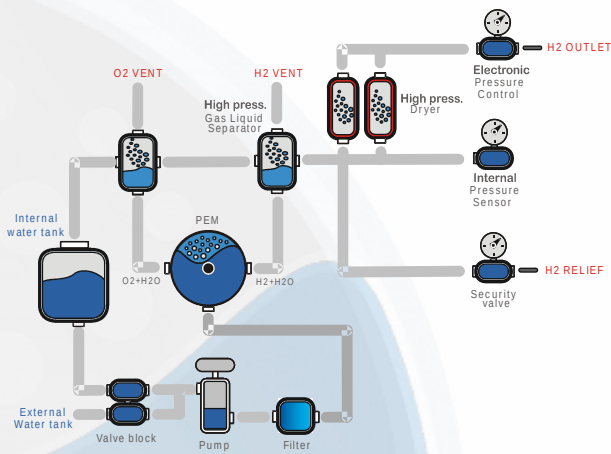 H2 OUTLET
Electronic
Pressure
Control
O2 VENT
H2 VENT
High press.
Gas Liquid
Separator
High press.
Dryer
Internal
Pressure
Sensor
Internal
water tank
PEM
O2+H2O
H2+H2O
H2 RELIEF
Security
valve
External
Water tank
Valve block
Pump
Filter